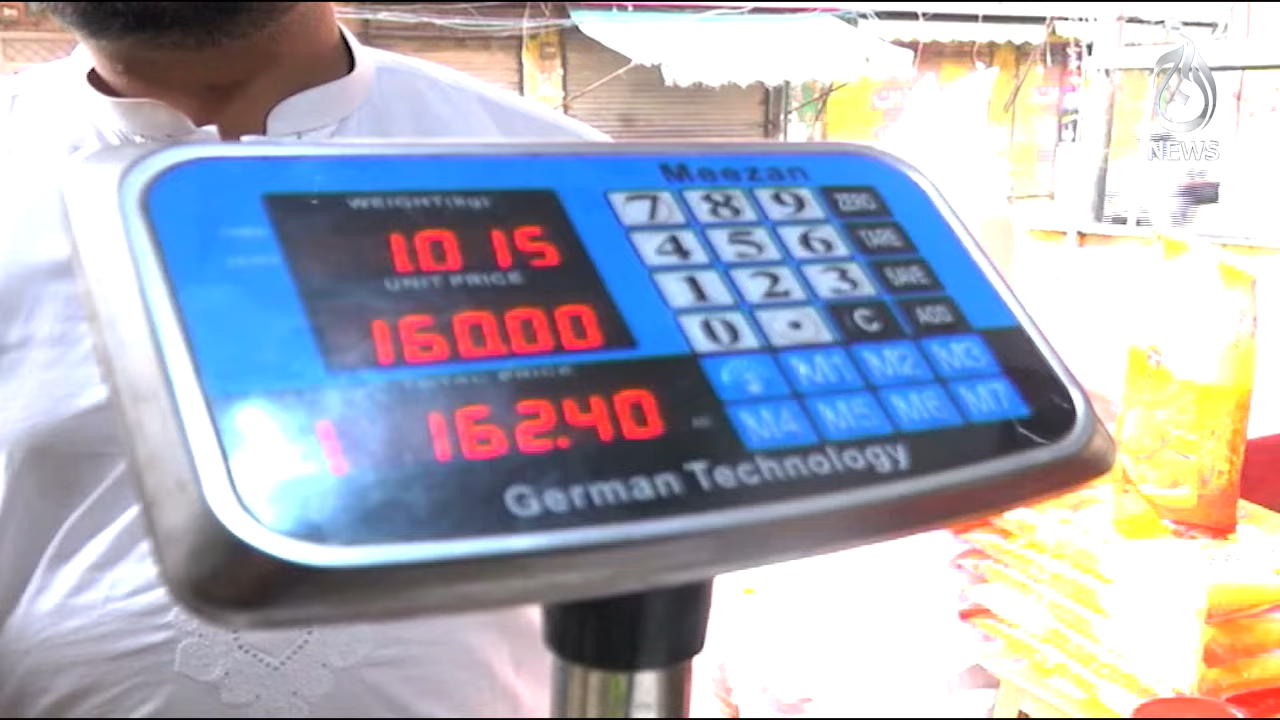 NEWS
Meezan
WEIGHT(kg)
10 15
UNIT PRICE
160.00
TOTAL PRICE
162.40
7 8 9 ZERO
4 5 6 TARE
1 2 3 SAVE
0 . C ADD
M1 M2 M3
M4 M5 M6 M7
German Technology